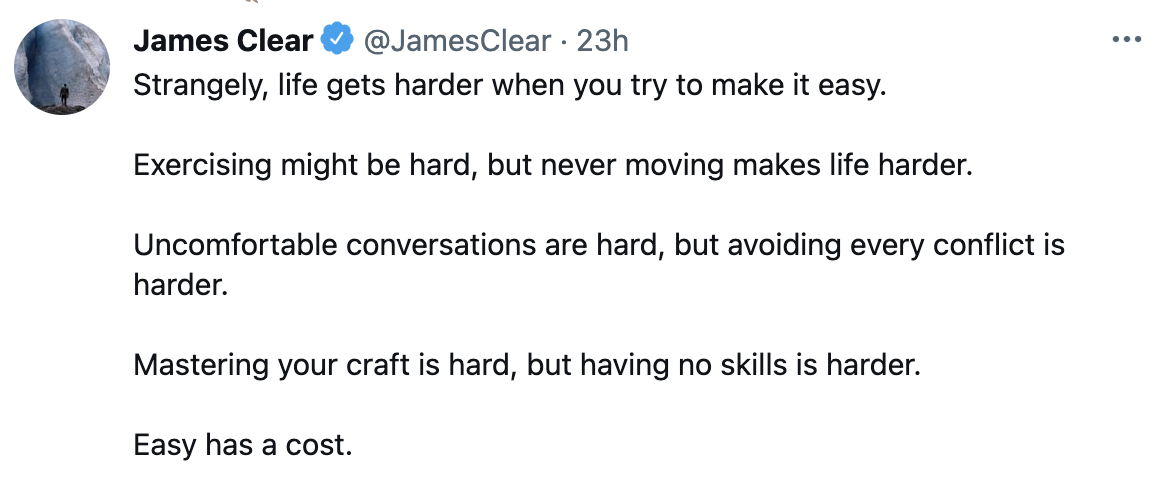 James Clear @JamesClear · 23h
Strangely, life gets harder when you try to make it easy.
Exercising might be hard, but never moving makes life harder.
Uncomfortable conversations are hard, but avoiding every conflict is
harder.
Mastering your craft is hard, but having no skills is harder.
Easy has a cost.